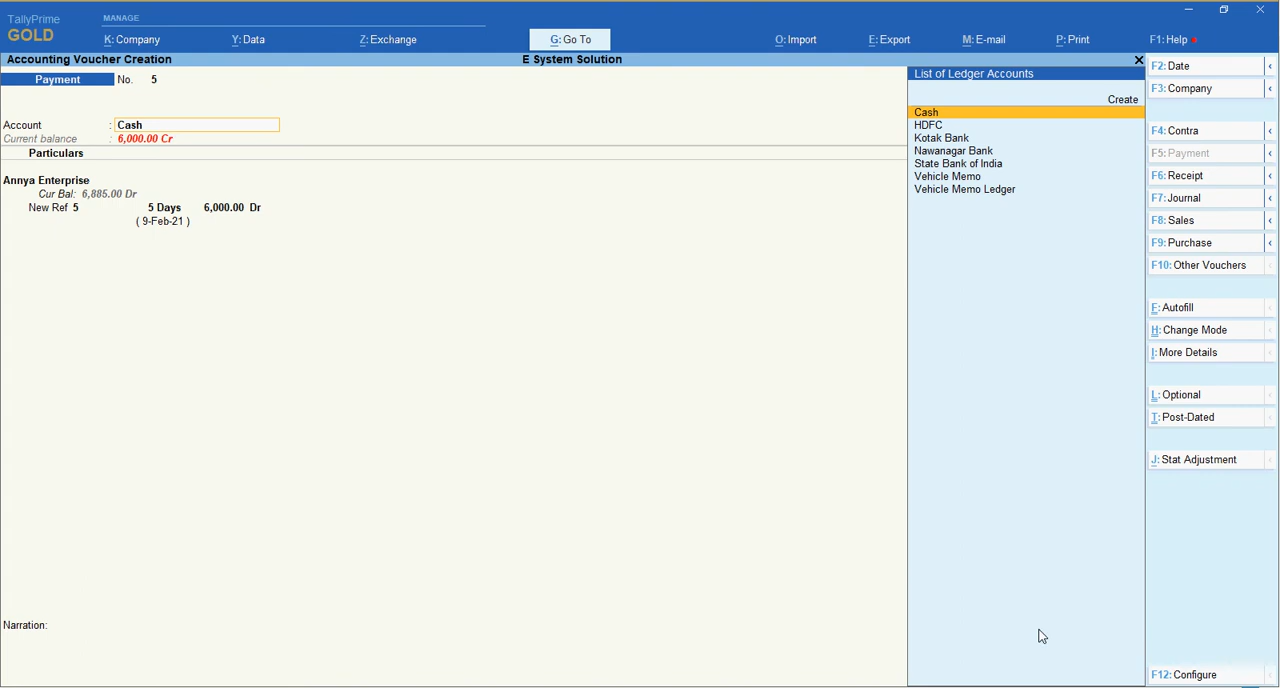 TallyPrime
GOLD
MANAGE
K: Company
Y: Data
Z: Exchange
G: Go To
O: Import
E: Export
M: E-mail
P: Print
F1: Help
Accounting Voucher Creation
E System Solution
Payment No. 5
Account : Cash
Current balance : 6,000.00 Cr
Particulars
Annya Enterprise
Cur Bal: 6,885.00 Dr
New Ref 5 5 Days 6,000.00 Dr
( 9-Feb-21 )
Narration:
List of Ledger Accounts
Create
Cash
HDFC
Kotak Bank
Nawanagar Bank
State Bank of India
Vehicle Memo
Vehicle Memo Ledger
F2: Date
F3: Company
F4: Contra
F5: Payment
F6: Receipt
F7: Journal
F8: Sales
F9: Purchase
F10: Other Vouchers
F: Autofill
H: Change Mode
I: More Details
L: Optional
T: Post-Dated
J: Stat Adjustment
F12: Configure